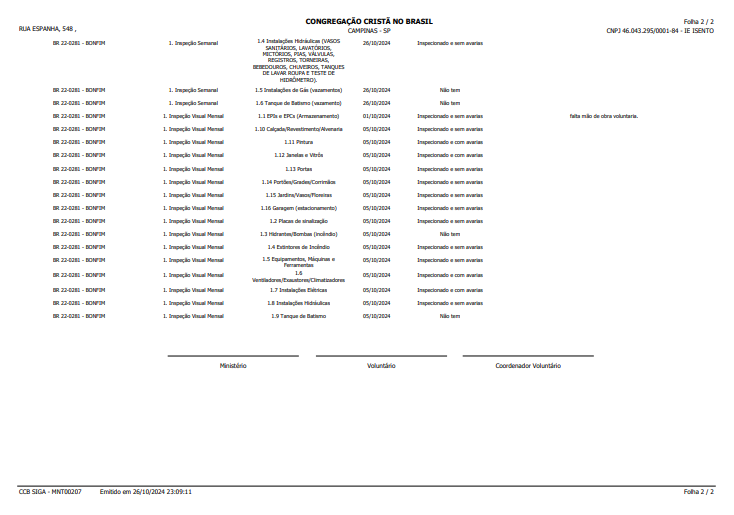 CONGREGAÇÃO CRISTÃ NO BRASIL
Folha 2 / 2
RUA ESPANHA, 548 ,
CAMPINAS - SP
CNPJ 46.043.295/0001-84 - IE ISENTO
BR 22-0281 - BONFIM 1. Inspeção Semanal 1.4 Instalações Hidráulicas (VASOS 26/10/2024 Inspecionado e sem avarias
SANITÁRIOS, LAVATÓRIOS,
MICTÓRIOS, PIAS, VÁLVULAS,
REGISTROS, TORNEIRAS,
BEBEDOUROS, CHUVEIROS, TANQUES
DE LAVAR ROUPA E TESTE DE
HIDRÔMETRO).
BR 22-0281 - BONFIM 1. Inspeção Semanal 1.5 Instalações de Gás (vazamentos) 26/10/2024 Não tem
BR 22-0281 - BONFIM 1. Inspeção Semanal 1.6 Tanque de Batismo (vazamento) 26/10/2024 Não tem
BR 22-0281 - BONFIM 1. Inspeção Visual Mensal 1.1 EPIs e EPCs (Armazenamento) 01/10/2024 Inspecionado e sem avarias falta mão de obra voluntaria.
BR 22-0281 - BONFIM 1. Inspeção Visual Mensal 1.10 Calçada/Revestimento/Alvenaria 05/10/2024 Inspecionado e sem avarias
BR 22-0281 - BONFIM 1. Inspeção Visual Mensal 1.11 Pintura 05/10/2024 Inspecionado e com avarias
BR 22-0281 - BONFIM 1. Inspeção Visual Mensal 1.12 Janelas e Vitrôs 05/10/2024 Inspecionado e sem avarias
BR 22-0281 - BONFIM 1. Inspeção Visual Mensal 1.13 Portas 05/10/2024 Inspecionado e sem avarias
BR 22-0281 - BONFIM 1. Inspeção Visual Mensal 1.14 Portões/Grades/Corrimãos 05/10/2024 Inspecionado e sem avarias
BR 22-0281 - BONFIM 1. Inspeção Visual Mensal 1.15 Jardins/Vasos/Floreiras 05/10/2024 Inspecionado e sem avarias
BR 22-0281 - BONFIM 1. Inspeção Visual Mensal 1.16 Garagem (estacionamento) 05/10/2024 Inspecionado e sem avarias
BR 22-0281 - BONFIM 1. Inspeção Visual Mensal 1.2 Placas de sinalização 05/10/2024 Inspecionado e sem avarias
BR 22-0281 - BONFIM 1. Inspeção Visual Mensal 1.3 Hidrantes/Bombas (incêndio) 05/10/2024 Não tem
BR 22-0281 - BONFIM 1. Inspeção Visual Mensal 1.4 Extintores de Incêndio 05/10/2024 Inspecionado e sem avarias
BR 22-0281 - BONFIM 1. Inspeção Visual Mensal 1.5 Equipamentos, Máquinas e 05/10/2024 Inspecionado e sem avarias
Ferramentas
BR 22-0281 - BONFIM 1. Inspeção Visual Mensal 1.6 05/10/2024 Inspecionado e com avarias
Ventiladores/Exaustores/Climatizadores
BR 22-0281 - BONFIM 1. Inspeção Visual Mensal 1.7 Instalações Elétricas 05/10/2024 Inspecionado e com avarias
BR 22-0281 - BONFIM 1. Inspeção Visual Mensal 1.8 Instalações Hidráulicas 05/10/2024 Inspecionado e sem avarias
BR 22-0281 - BONFIM 1. Inspeção Visual Mensal 1.9 Tanque de Batismo 05/10/2024 Não tem
Ministério Voluntário Coordenador Voluntário
CCB SIGA - MNT00207 Emitido em 26/10/2024 23:09:11 Folha 2 / 2